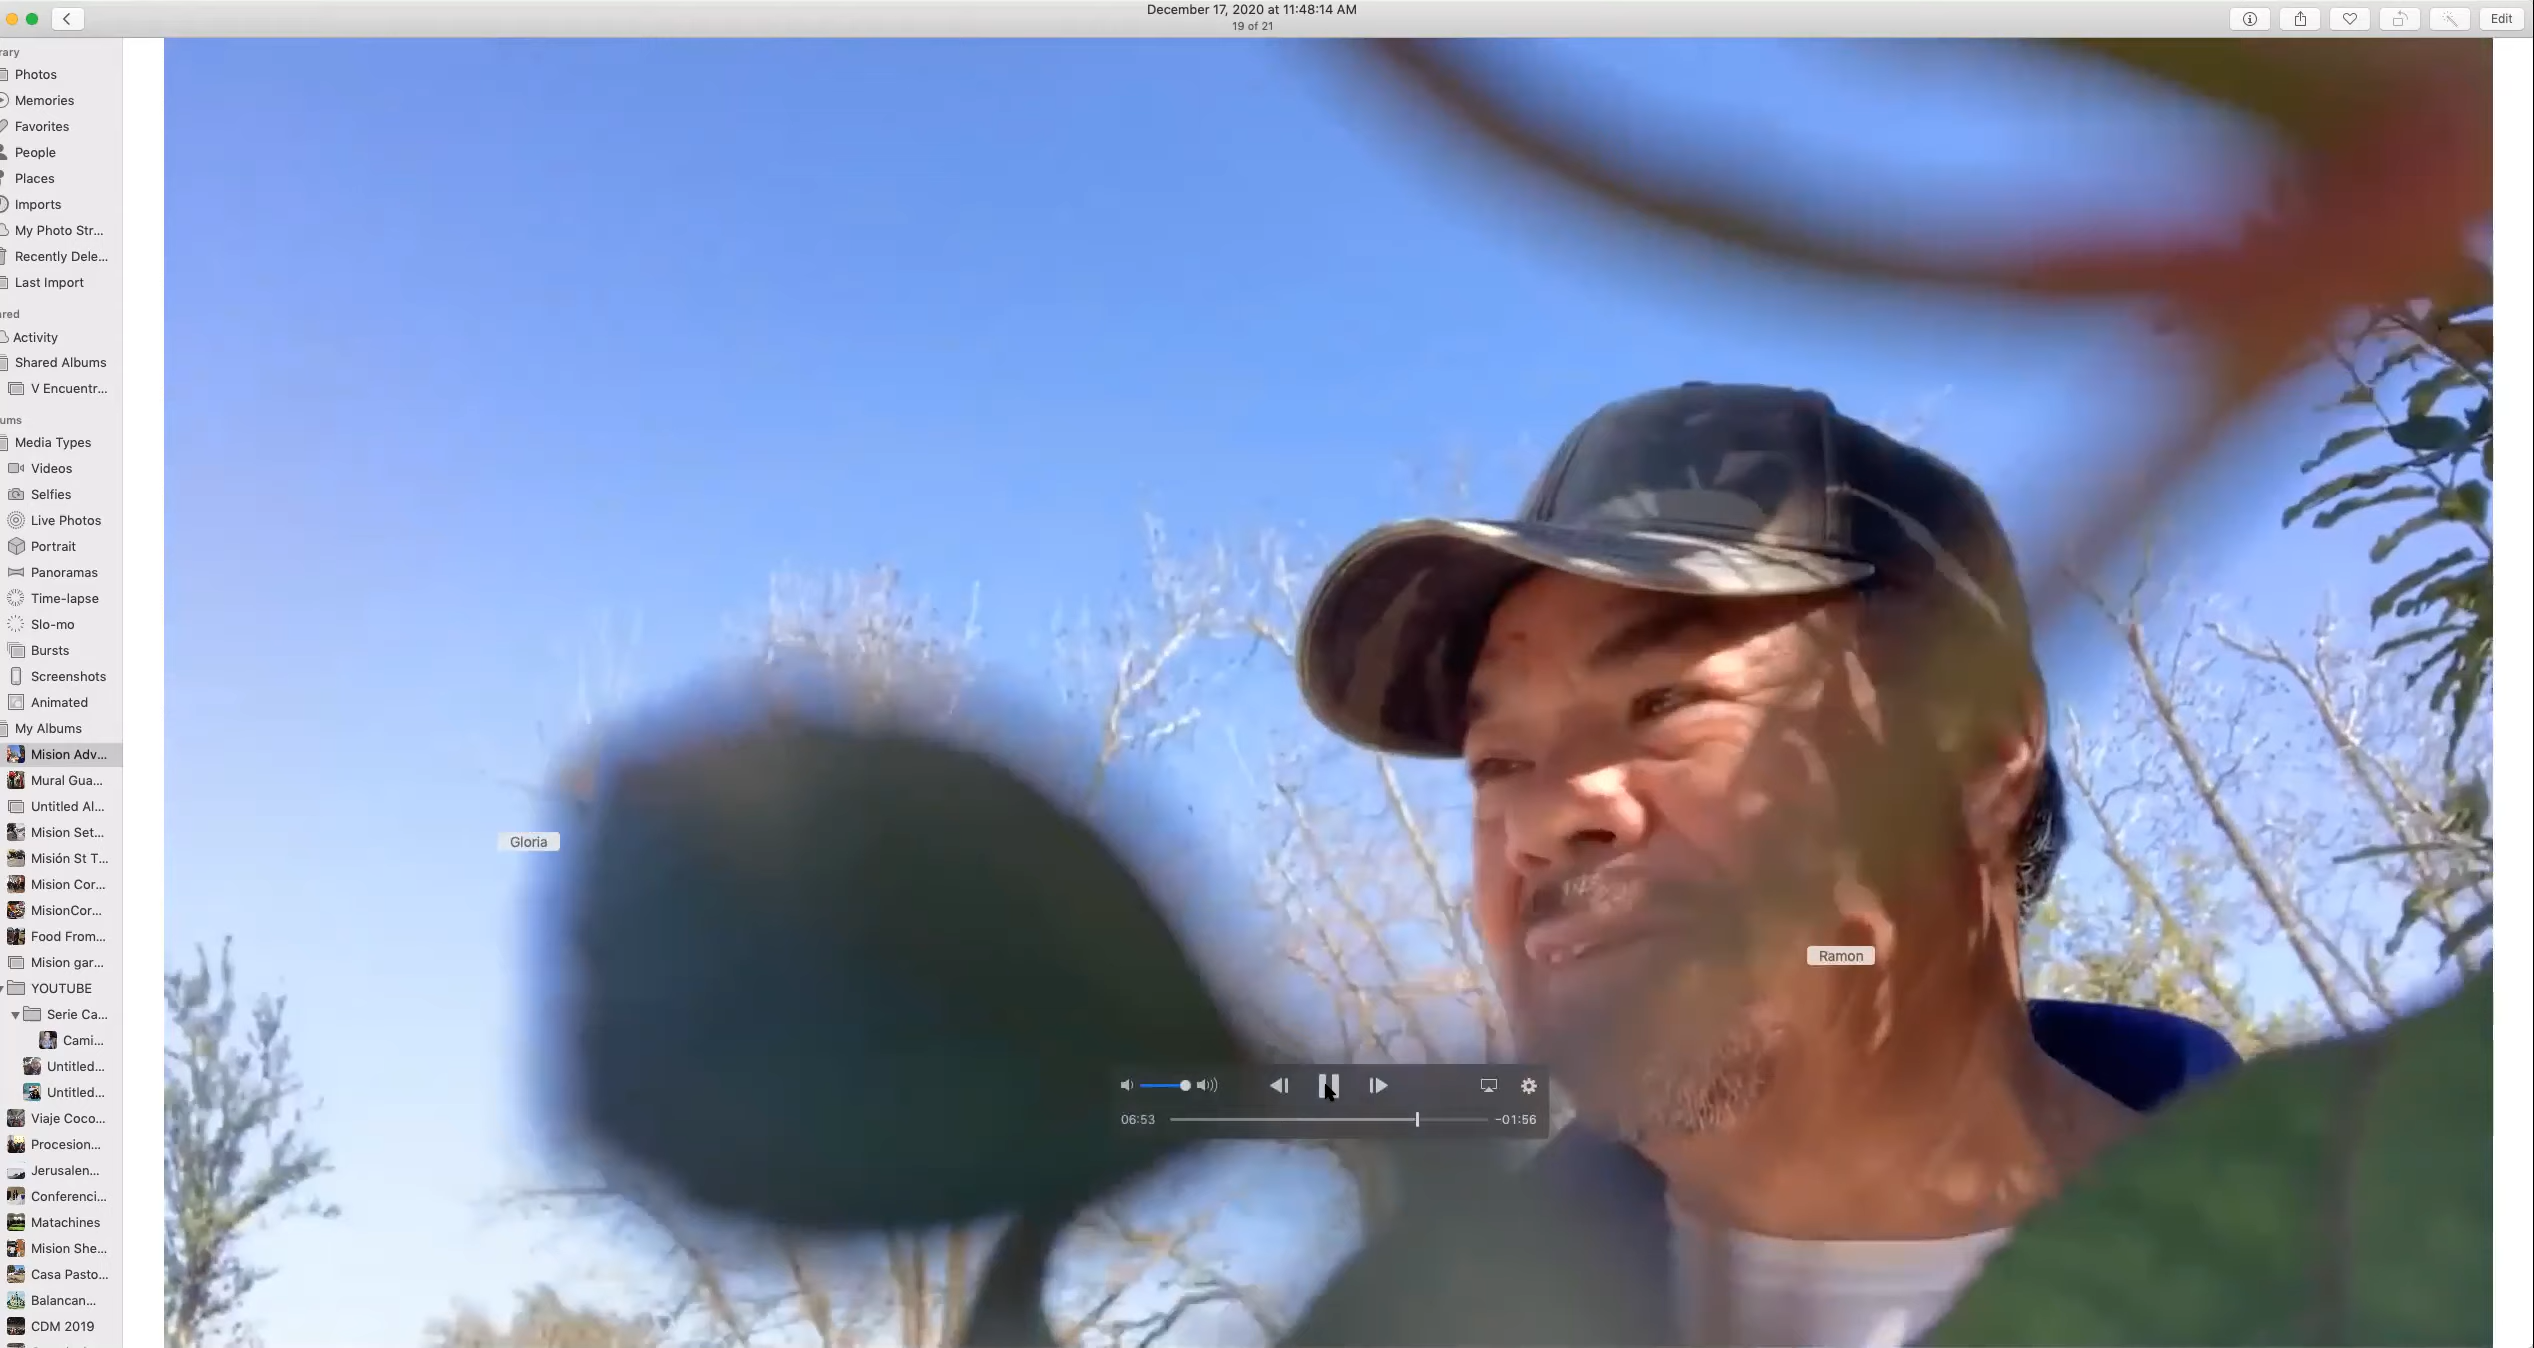 December 17, 2020 at 11:48:14 AM
19 of 21
Edit
rary
Photos
Memories
Favorites
People
Places
Imports
My Photo Str...
Recently Dele...
Last Import
ared
Activity
Shared Albums
V Encuentr...
ums
Media Types
Videos
Selfies
Live Photos
Portrait
Panoramas
Time-lapse
Slo-mo
Bursts
Screenshots
Animated
My Albums
Mision Adv...
Mural Gua...
Untitled Al...
Mision Set...
Misión St T...
Mision Cor...
MisionCor...
Food From...
Mision gar...
YOUTUBE
Serie Ca...
Cami...
Untitled...
Untitled...
Viaje Coco...
Procesion...
Jerusalen...
Conferenci...
Matachines
Mision She...
Casa Pasto...
Balancan...
CDM 2019
Gloria
Ramon
06:53
-01:56